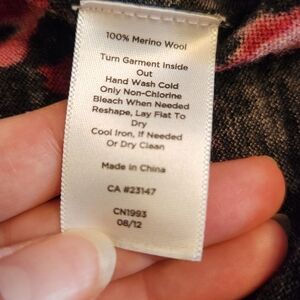 100% Merino Wool
Turn Garment Inside
Out
Hand Wash Cold
Only Non-Chlorine
Bleach When Needed
Reshape, Lay Flat To
Dry
Cool Iron, If Needed
Or Dry Clean
Made in China
CA #23147
CN1993
08/12